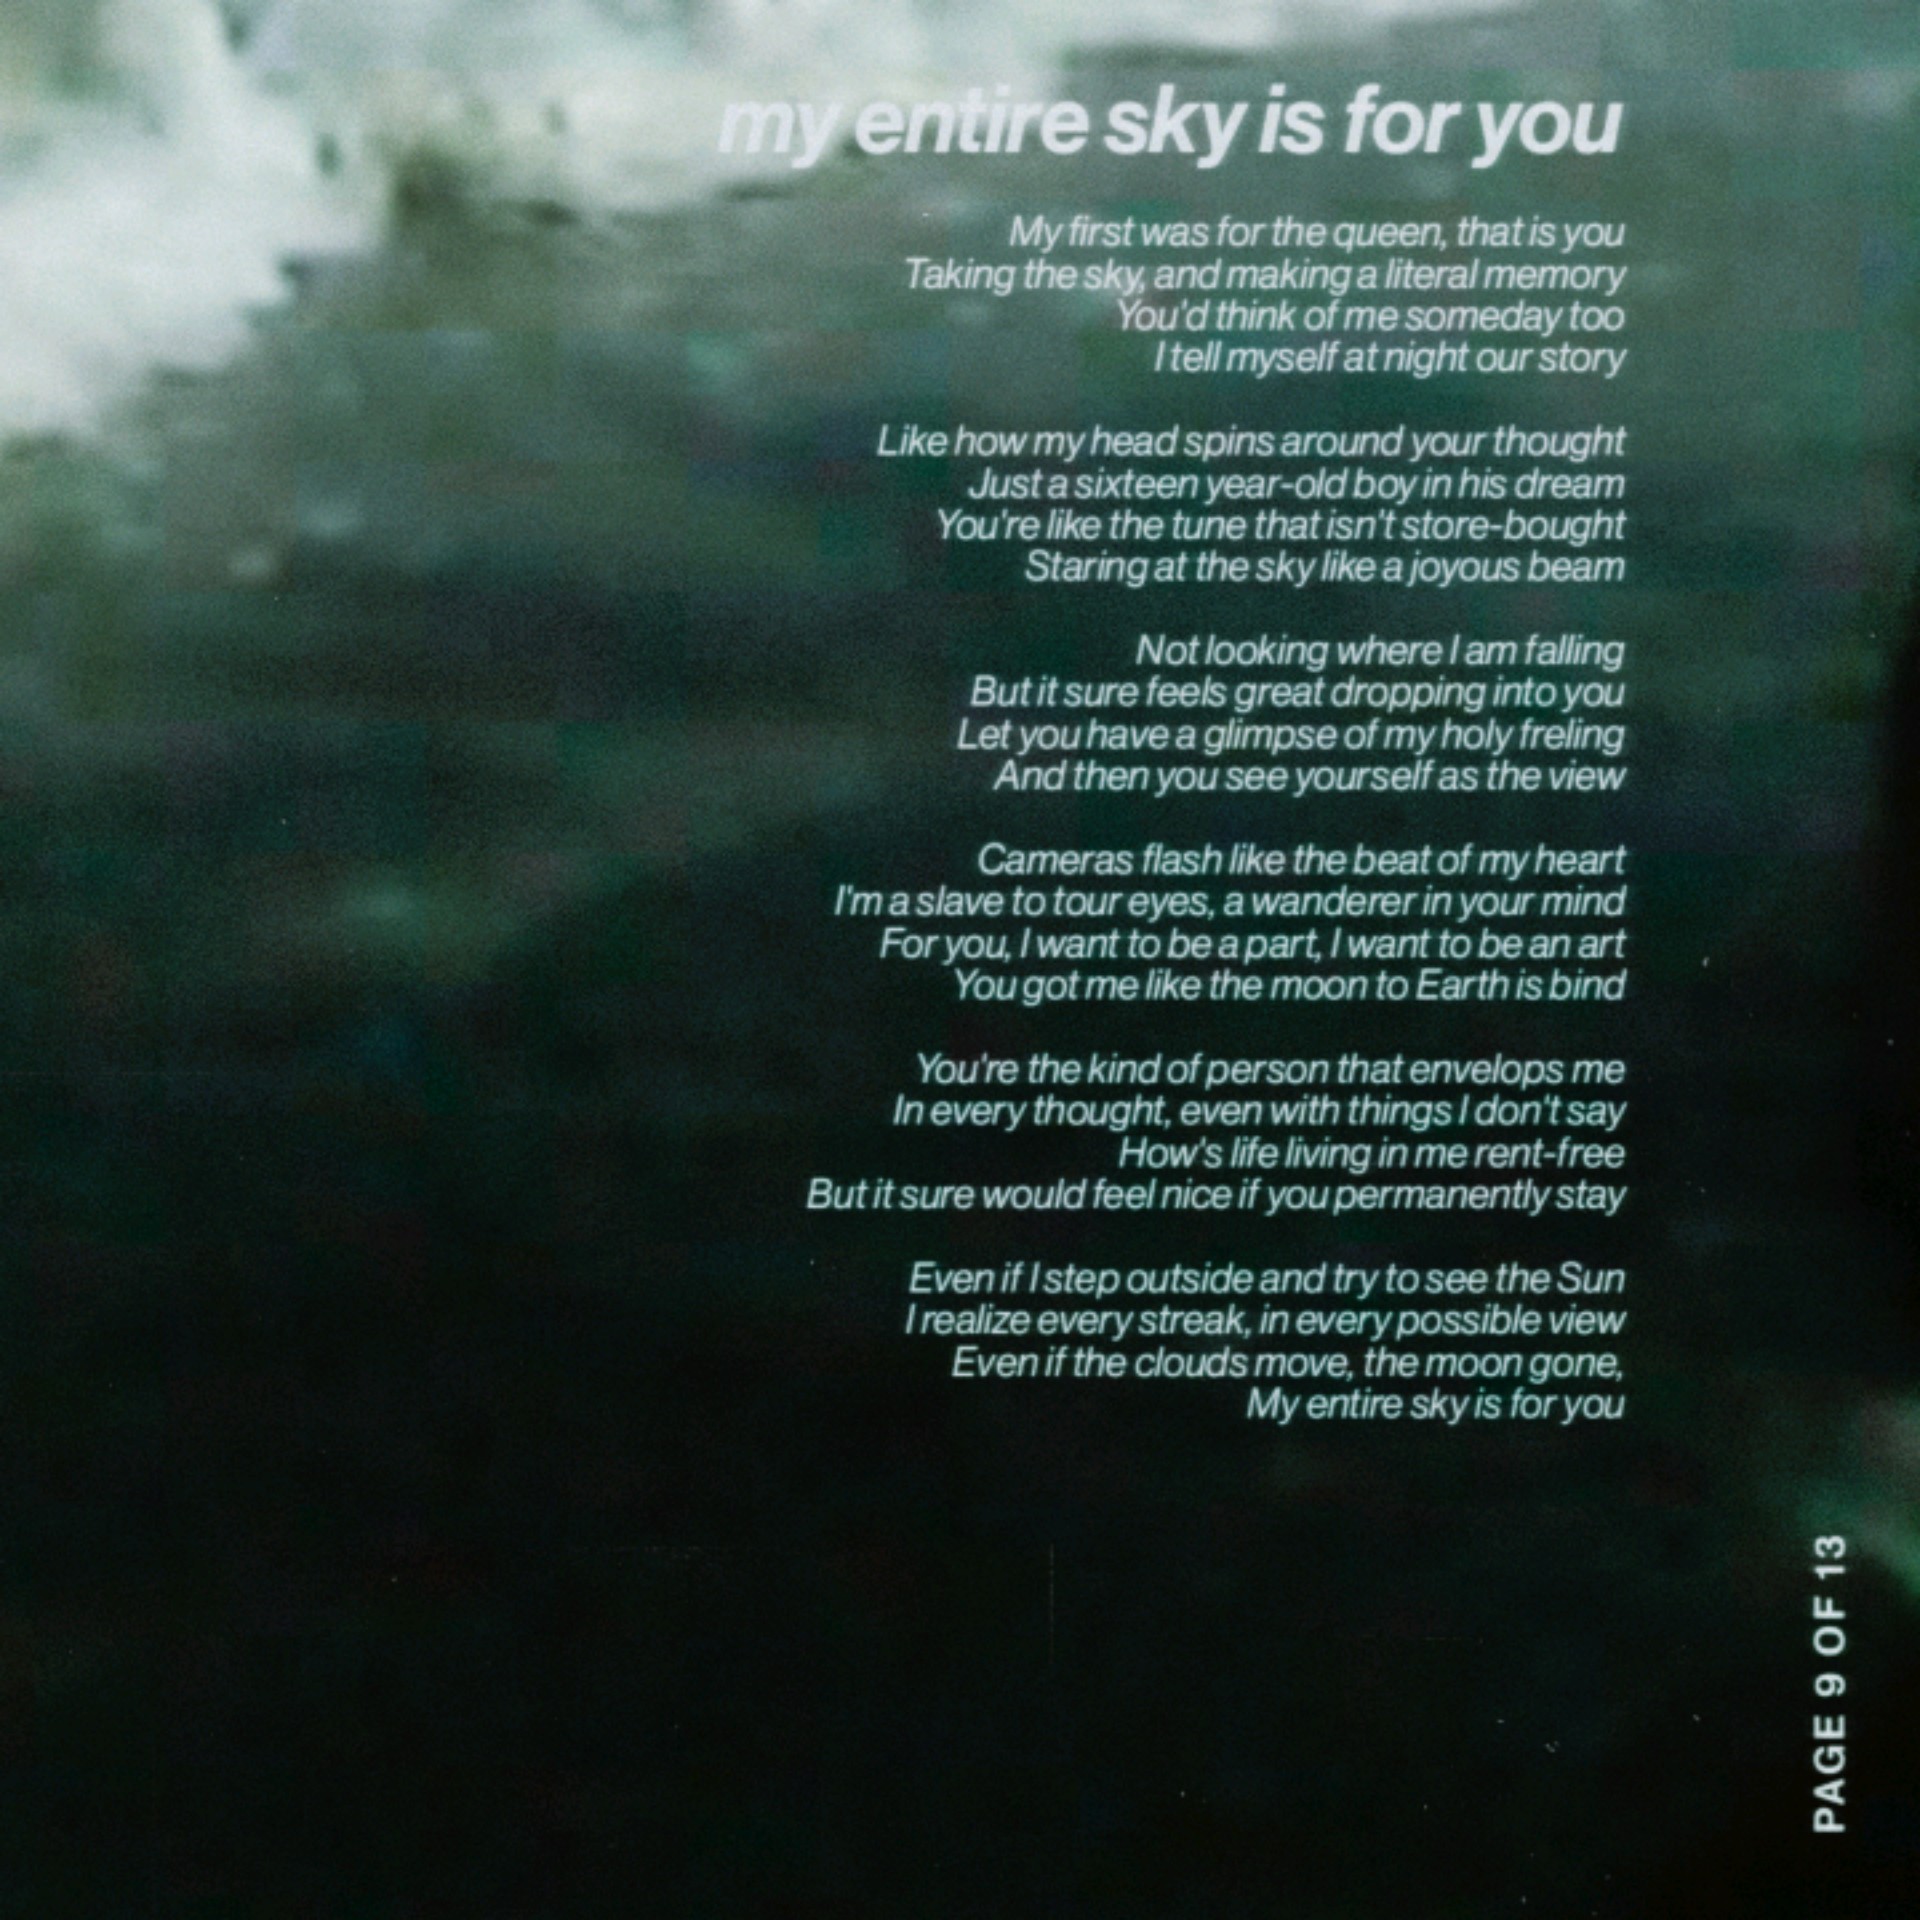 my entire sky is for you
My first was for the queen, that is you
Taking the sky, and making a literal memory
You'd think of me someday too
I tell myself at night our story
Like how my head spins around your thought
Just a sixteen year-old boy in his dream
You're like the tune that isn't store-bought
Staring at the sky like a joyous beam
Not looking where I am falling
But it sure feels great dropping into you
Let you have a glimpse of my holy freling
And then you see yourself as the view
Cameras flash like the beat of my heart
I'm a slave to tour eyes, a wanderer in your mind
For you, I want to be a part, I want to be an art
You got me like the moon to Earth is bind
You're the kind of person that envelops me
In every thought, even with things I don't say
How's life living in me rent-free
But it sure would feel nice if you permanently stay
Even if I step outside and try to see the Sun
I realize every streak, in every possible view
Even if the clouds move, the moon gone,
My entire sky is for you
PAGE 9 OF 13